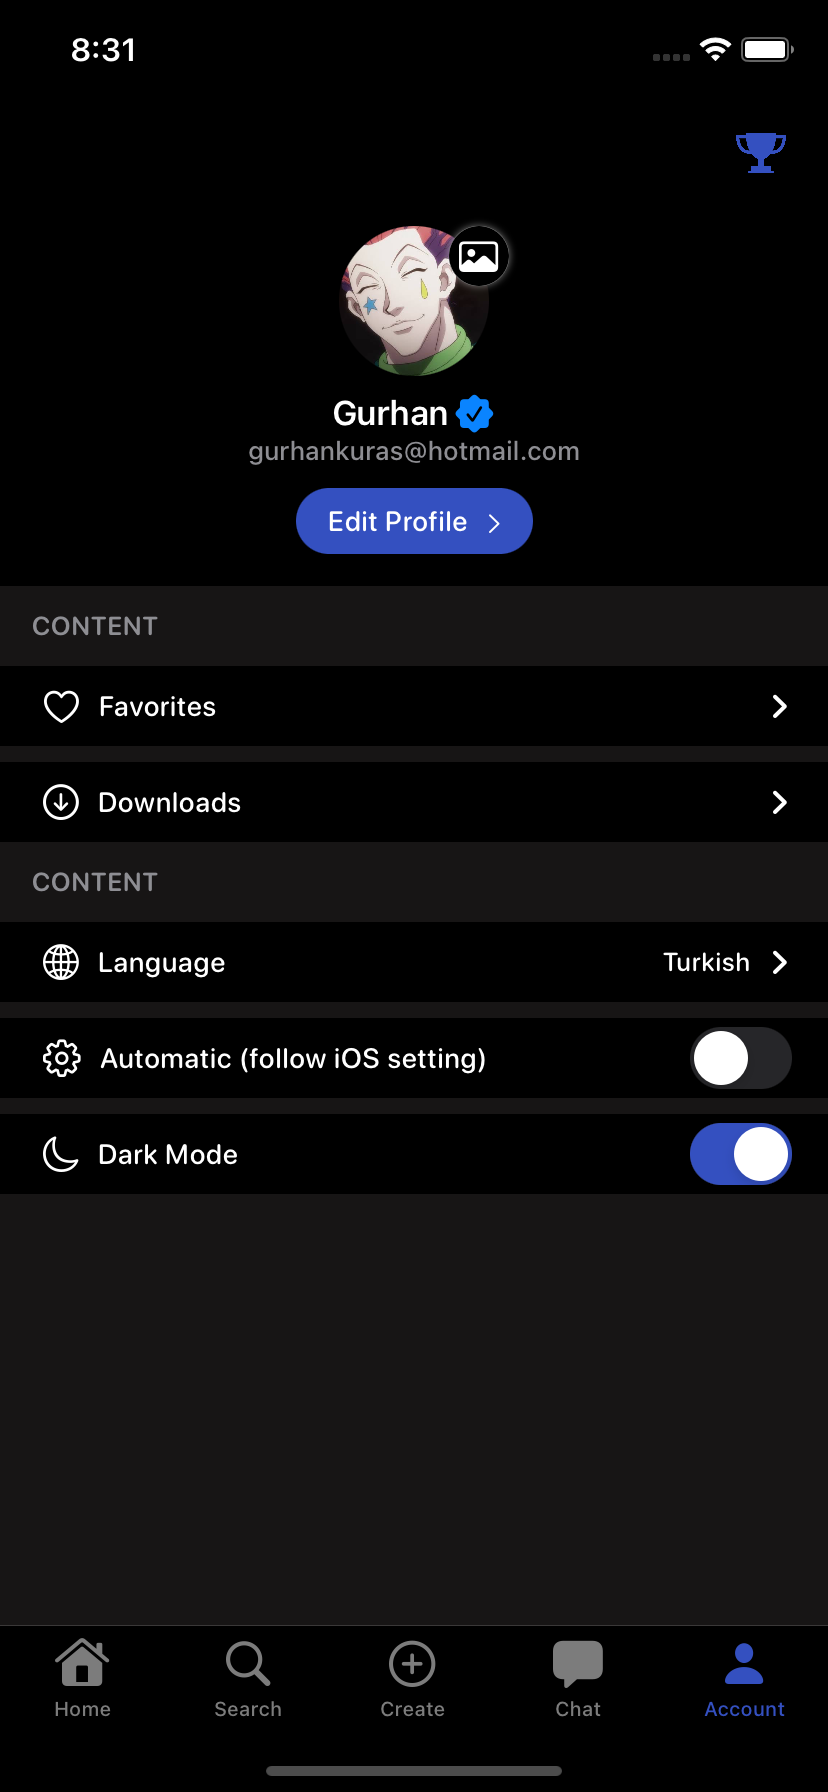 8:31
Gurhan
gurhankuras@hotmail.com
Edit Profile
CONTENT
Favorites
Downloads
CONTENT
Language Turkish
Automatic (follow iOS setting)
Dark Mode
Home Search Create Chat Account